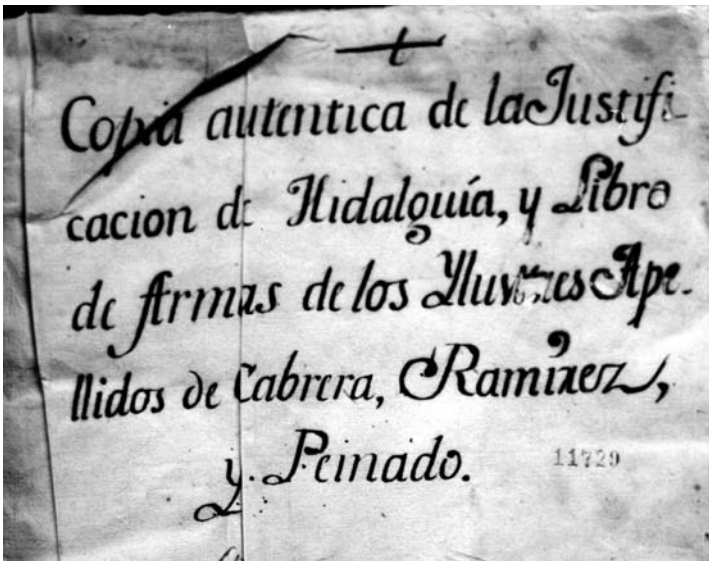 Copia autentica de la Justifi-
cacion de Hidalguía, y Libro
de Armas de los Ylustres Ape-
llidos de Cabrera, Ramirez,
y Peinado.
11729